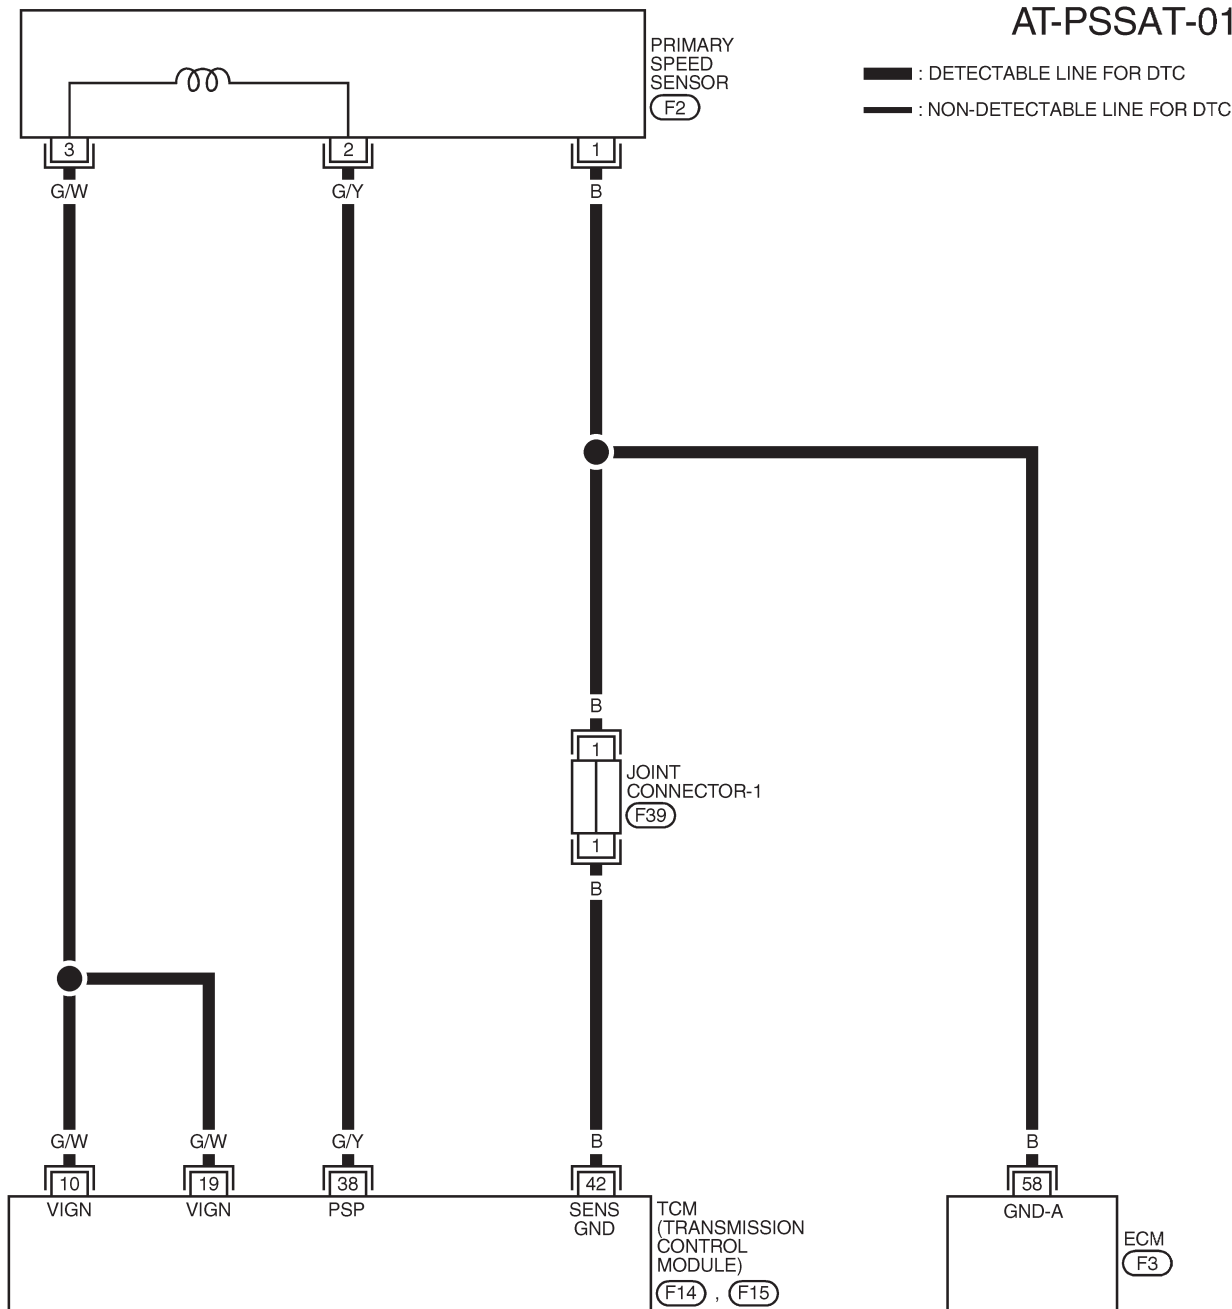 AT-PSSAT-01
: DETECTABLE LINE FOR DTC
: NON-DETECTABLE LINE FOR DTC
PRIMARY
SPEED
SENSOR
F2
3 2 1
G/W G/Y B
B
1
JOINT
CONNECTOR-1
F39
1
B
G/W G/W G/Y B B
10 19 38 42 58
VIGN VIGN PSP SENS
GND
GND-A
TCM
(TRANSMISSION
CONTROL
MODULE)
F14 , F15
ECM
F3